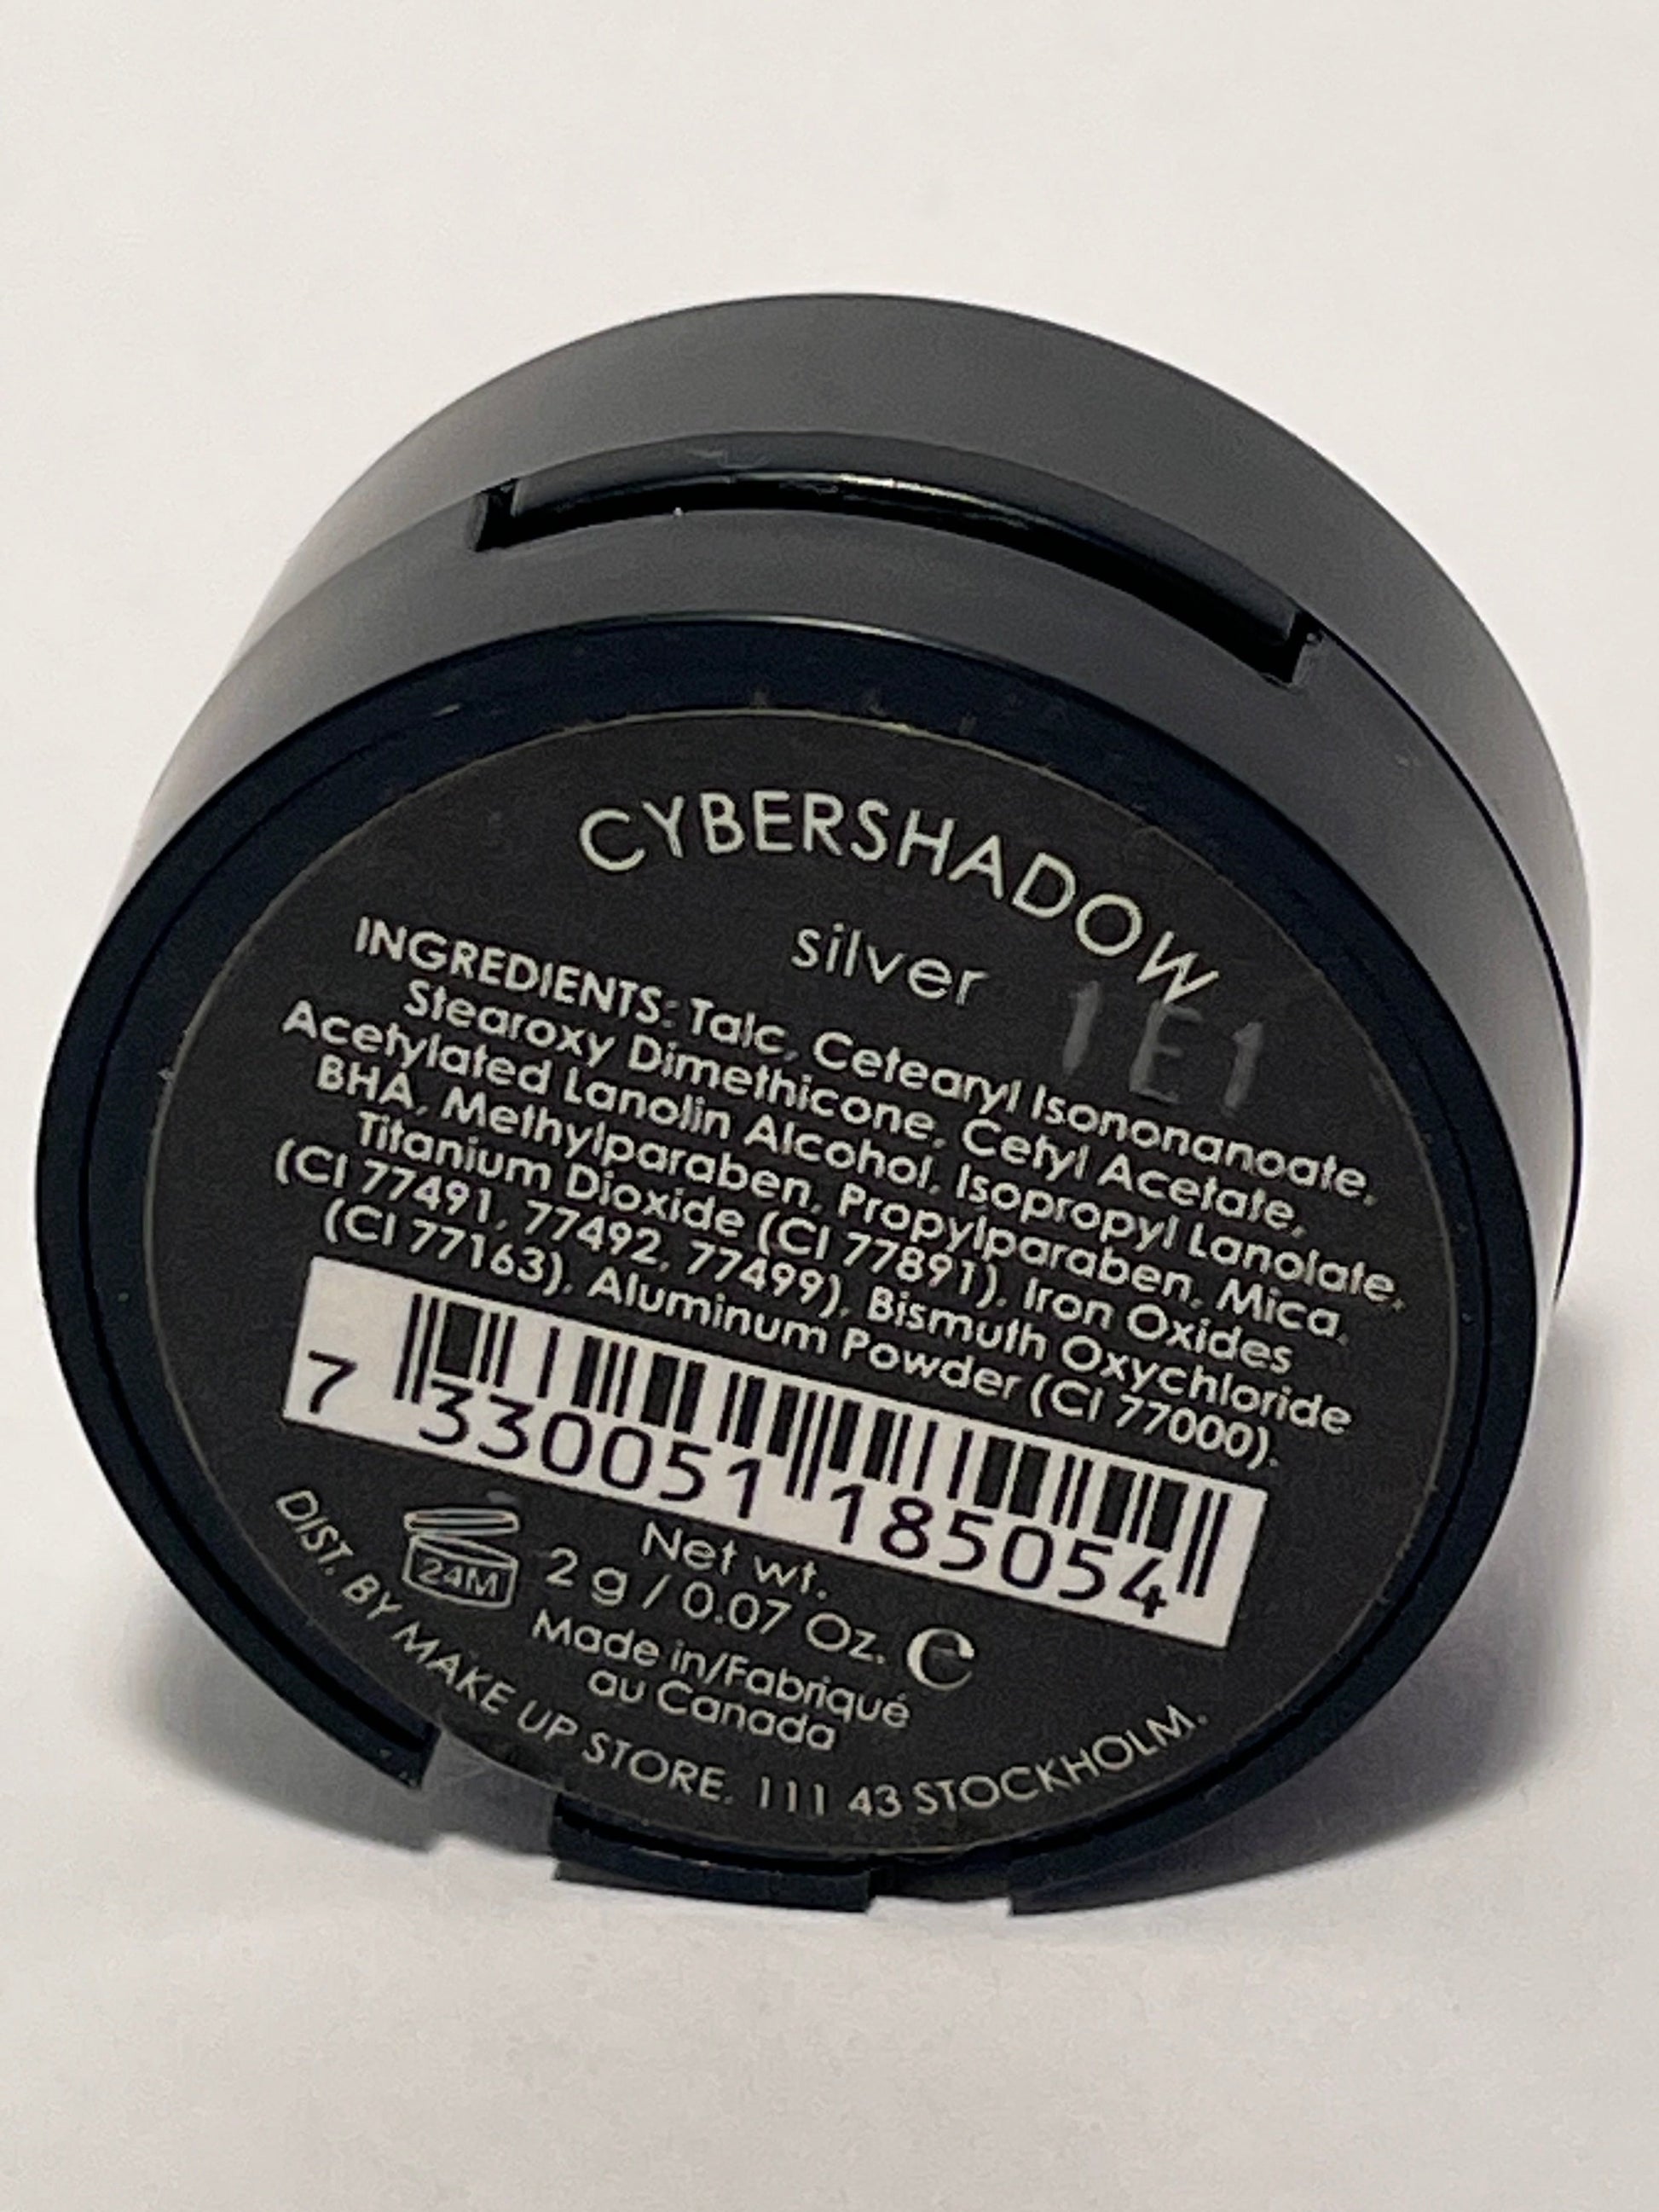 CYBERSHADOW
silver
1E1
INGREDIENTS: Talc, Cetearyl Isononanoate,
Stearoxy Dimethicone, Cetyl Acetate,
Acetylated Lanolin Alcohol, Isopropyl Lanolate,
BHA, Methylparaben, Propylparaben, Mica,
Titanium Dioxide (CI 77891), Iron Oxides
(CI 77491, 77492, 77499), Bismuth Oxychloride
(CI 77163), Aluminum Powder (CI 77000).
7 330051 185054
24M
Net wt.
2 g / 0.07 Oz. e
Made in/Fabriqué
au Canada
DIST. BY MAKE UP STORE, 111 43 STOCKHOLM.